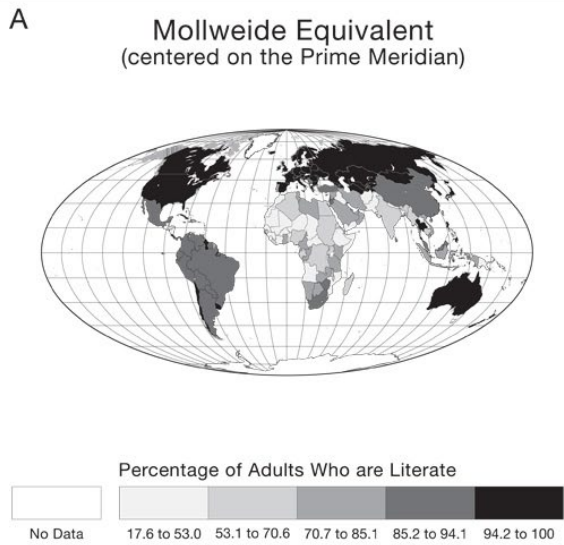 A
Mollweide Equivalent
(centered on the Prime Meridian)
Percentage of Adults Who are Literate
No Data 17.6 to 53.0 53.1 to 70.6 70.7 to 85.1 85.2 to 94.1 94.2 to 100